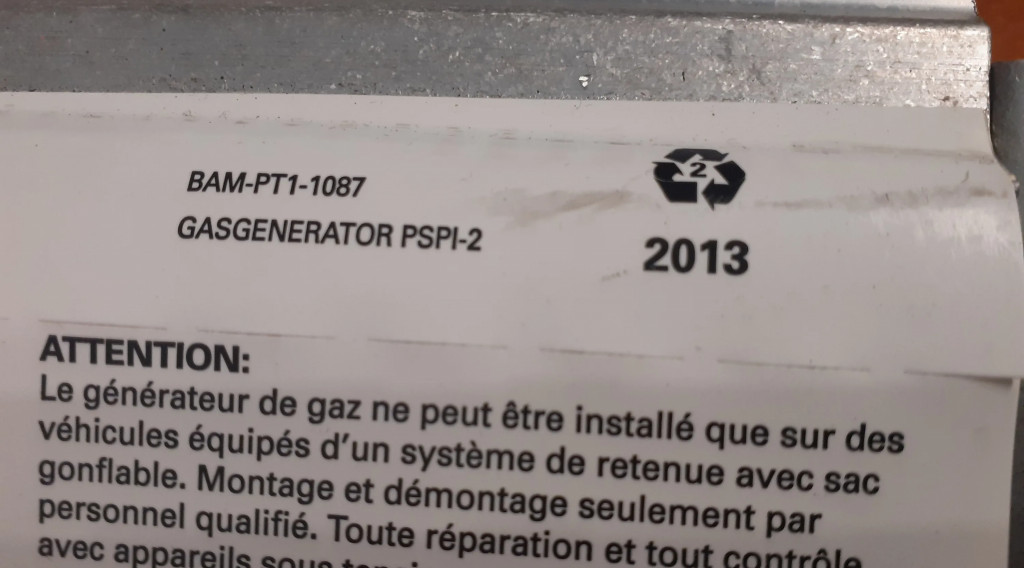 BAM-PT1-1087
2
GASGENERATOR PSPI-2
2013
ATTENTION:
Le générateur de gaz ne peut être installé que sur des
véhicules équipés d'un système de retenue avec sac
gonflable. Montage et démontage seulement par
personnel qualifié. Toute réparation et tout contrôle
avec appareils sous